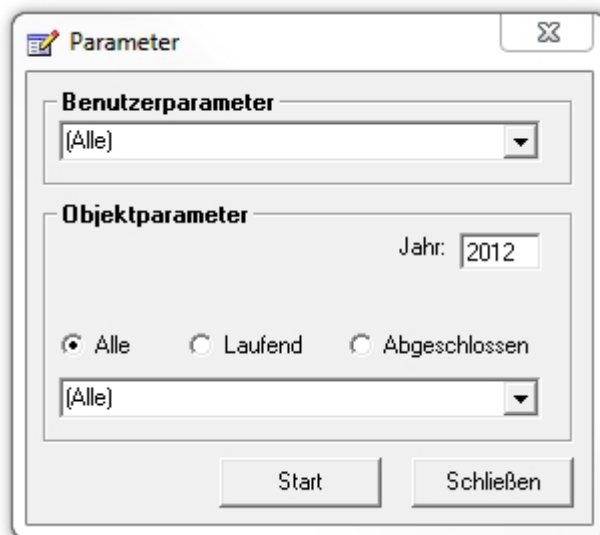 Parameter
Benutzerparameter
(Alle)
Objektparameter
Jahr: 2012
Alle Laufend Abgeschlossen
(Alle)
Start Schließen